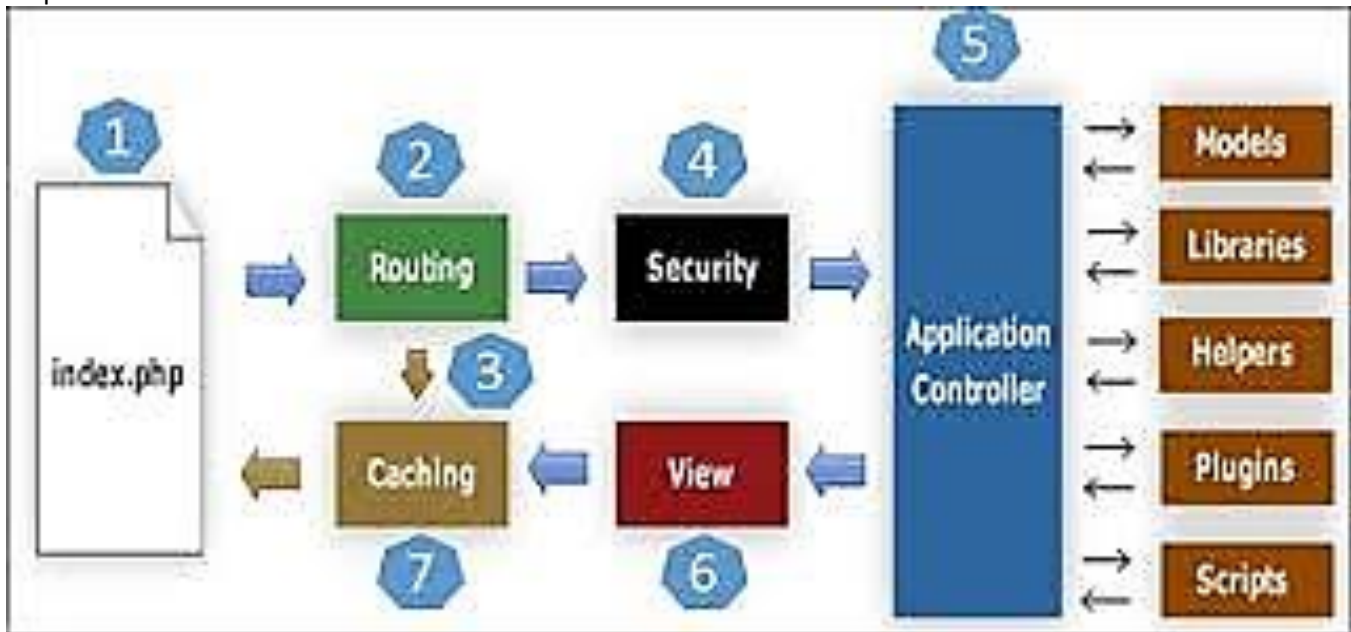 1
2
4
5
index.php
Routing
Security
Application
Controller
Models
Libraries
Helpers
Plugins
Scripts
3
Caching
View
7
6